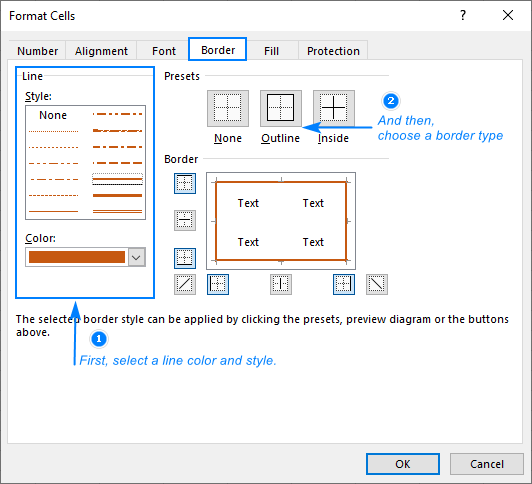 Format Cells
?
Number
Alignment
Font
Border
Fill
Protection
Line
Style:
None
Color:
Presets
None
Outline
Inside
2
And then,
choose a border type
Border
Text Text
Text Text
The selected border style can be applied by clicking the presets, preview diagram or the buttons
above.
1
First, select a line color and style.
OK
Cancel